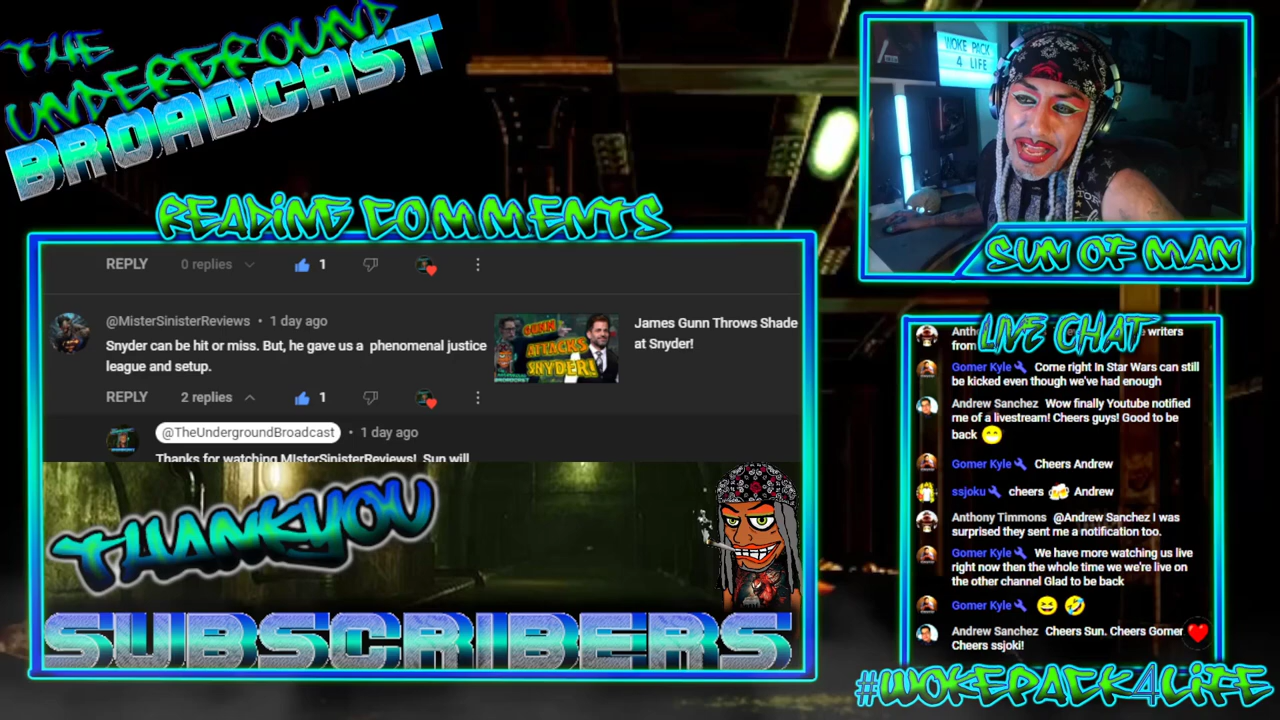 THE
UNDERGROUND
BROADCAST
READING COMMENTS
REPLY 0 replies 1
@MisterSinisterReviews • 1 day ago
Snyder can be hit or miss. But, he gave us a phenomenal justice
league and setup.
REPLY 2 replies 1
GUNN
ATTACKS
SNYDER!
James Gunn Throws Shade
at Snyder!
@TheUndergroundBroadcast • 1 day ago
Thanks for watching MIsterSinisterReviews! Sun will
THANKYOU
SUBSCRIBERS
WOKE PACK
4 LIFE
SUN OF MAN
LIVE CHAT
writers
from
Gomer Kyle Come right In Star Wars can still
be kicked even though we've had enough
Andrew Sanchez Wow finally Youtube notified
me of a livestream! Cheers guys! Good to be
back 😁
Gomer Kyle Cheers Andrew
ssjoku cheers 🍻 Andrew
Anthony Timmons @Andrew Sanchez I was
surprised they sent me a notification too.
Gomer Kyle We have more watching us live
right now then the whole time we we're live on
the other channel Glad to be back
Gomer Kyle 😆 🤣
Andrew Sanchez Cheers Sun. Cheers Gomer
Cheers ssjoki!
#WOKEPACK4LIFE